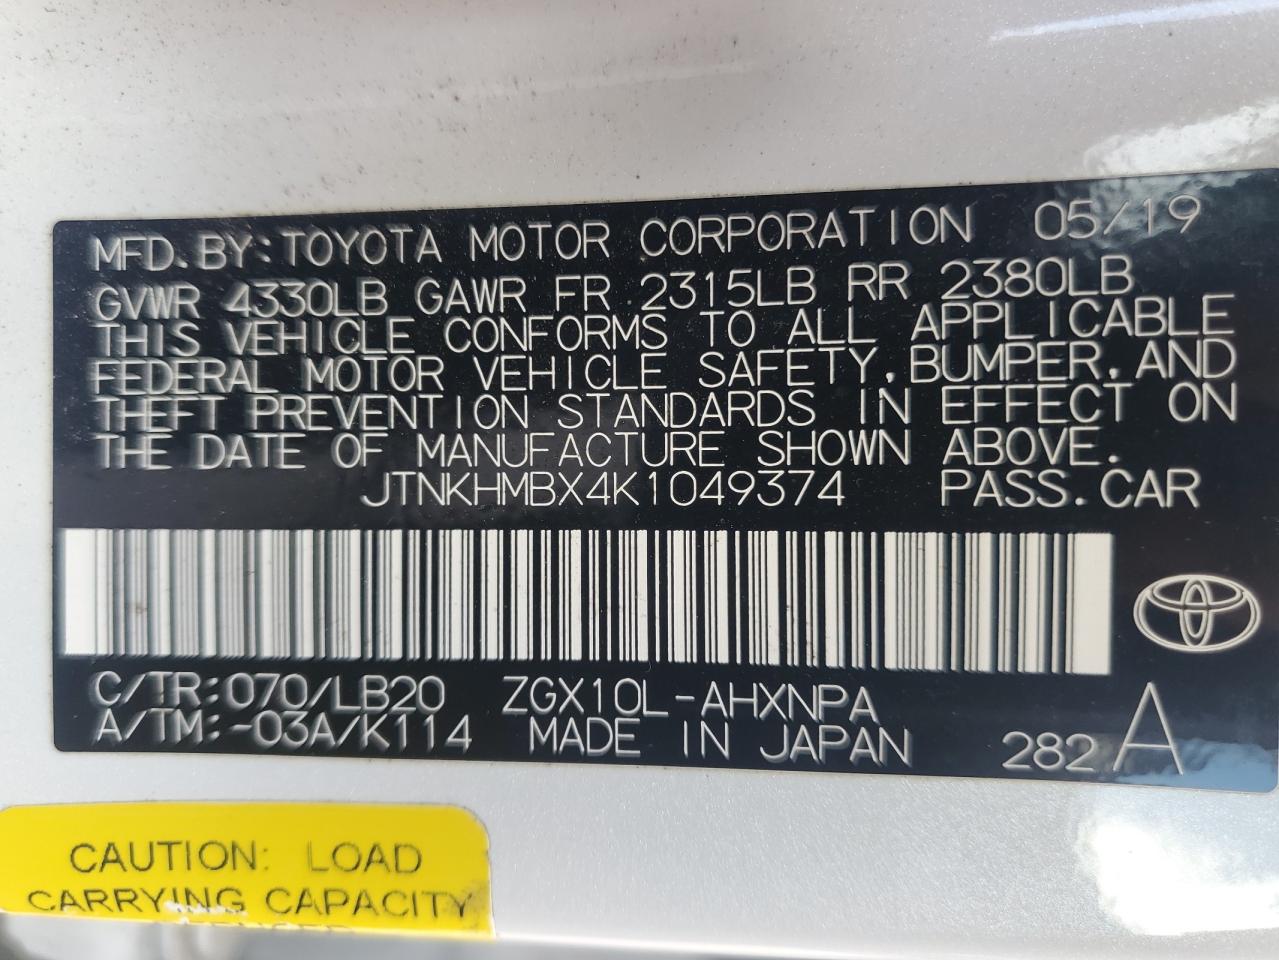 MFD. BY: TOYOTA MOTOR CORPORATION 05/19
GVWR 4330LB GAWR FR 2315LB RR 2380LB
THIS VEHICLE CONFORMS TO ALL APPLICABLE
FEDERAL MOTOR VEHICLE SAFETY, BUMPER, AND
THEFT PREVENTION STANDARDS IN EFFECT ON
THE DATE OF MANUFACTURE SHOWN ABOVE.
JTNKHMBX4K1049374 PASS. CAR
C/TR: 070/LB20 ZGX10L-AHXNPA
A/TM: -03A/K114 MADE IN JAPAN 282 A
CAUTION: LOAD
CARRYING CAPACITY